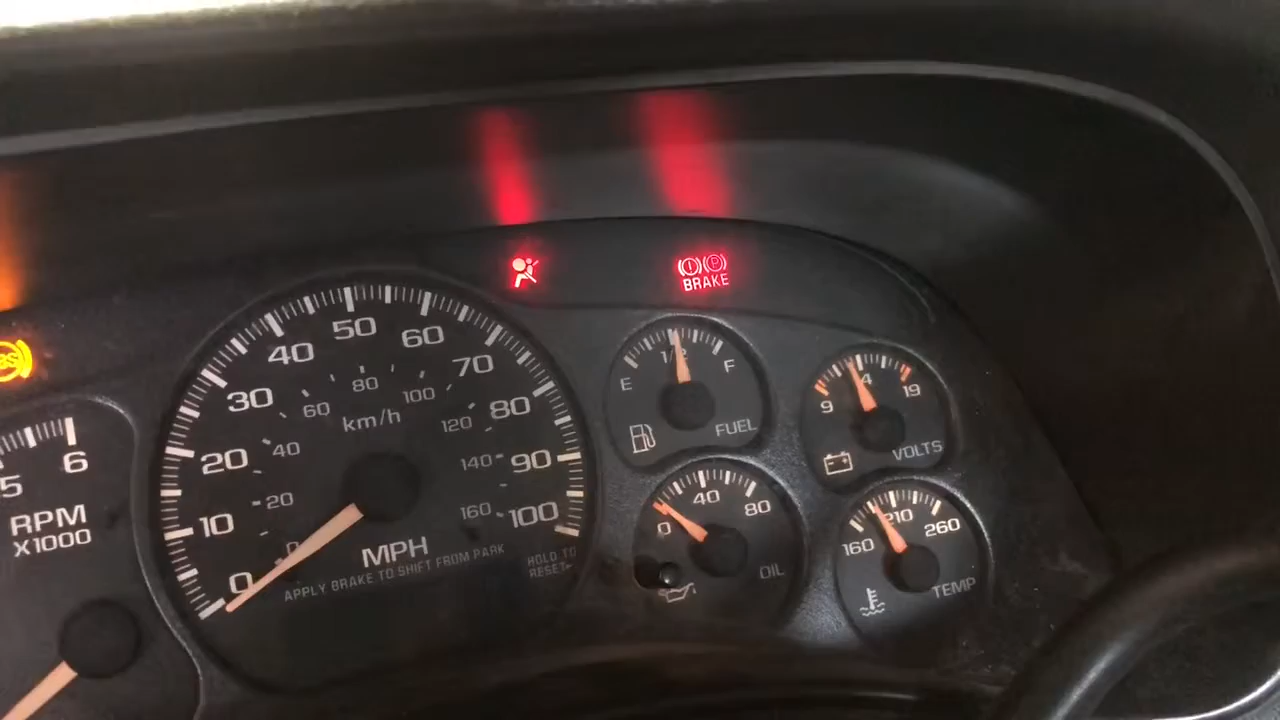 50
40
60
30
70
80
60
100
80
km/h
120
20
40
140
90
20
10
160
100
0
0
MPH
APPLY BRAKE TO SHIFT FROM PARK
HOLD TO
RESET
5
6
RPM
X1000
BRAKE
E
1/2
F
FUEL
9
19
VOLTS
0
40
80
OIL
160
210
260
TEMP